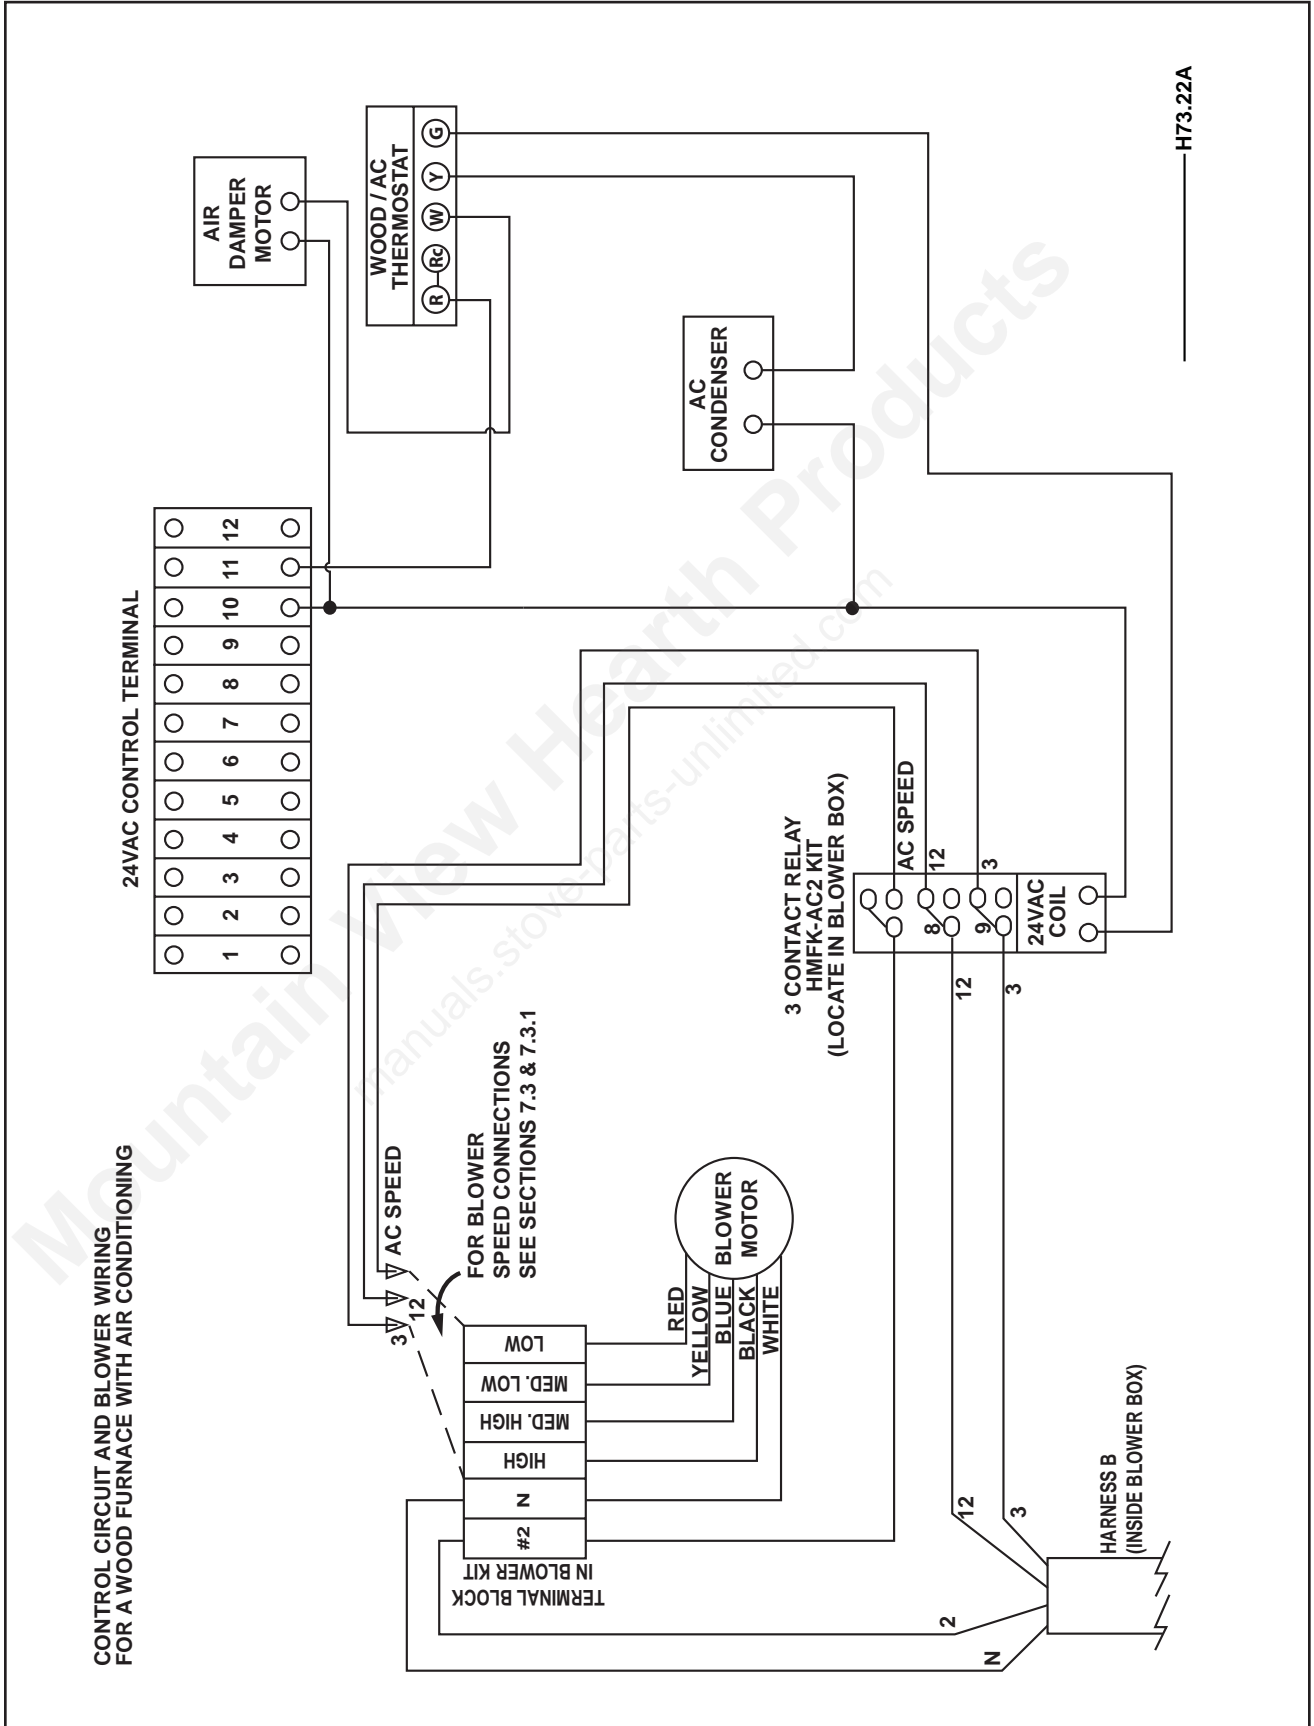 CONTROL CIRCUIT AND BLOWER WIRING
FOR A WOOD FURNACE WITH AIR CONDITIONING
24VAC CONTROL TERMINAL
1 2 3 4 5 6 7 8 9 10 11 12
AIR
DAMPER
MOTOR
WOOD / AC
THERMOSTAT
R Rc W Y G
AC
CONDENSER
H73.22A
3
12
AC SPEED
FOR BLOWER
SPEED CONNECTIONS
SEE SECTIONS 7.3 & 7.3.1
TERMINAL BLOCK
IN BLOWER KIT
#2
N
HIGH
MED. HIGH
MED. LOW
LOW
RED
YELLOW
BLUE
BLACK
WHITE
BLOWER
MOTOR
3 CONTACT RELAY
HMFK-AC2 KIT
(LOCATE IN BLOWER BOX)
AC SPEED
12
3
8
9
12
3
24VAC
COIL
12
3
2
N
HARNESS B
(INSIDE BLOWER BOX)
Mountain View Hearth Products
manuals.stove-parts-unlimited.com